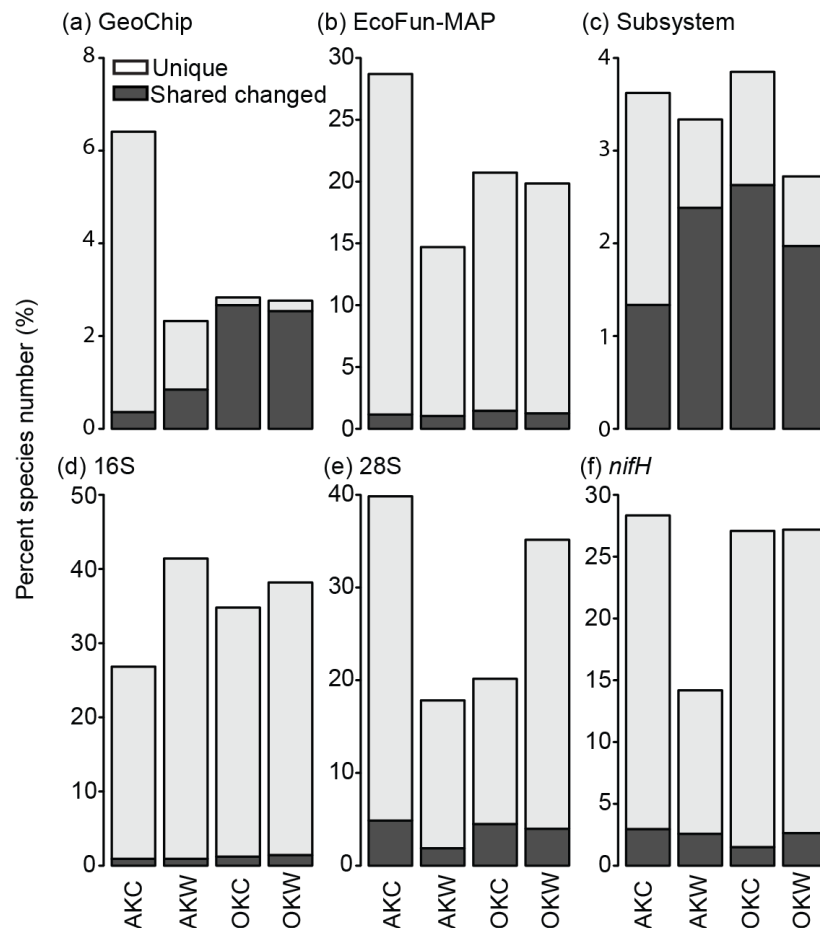 (a) GeoChip
(b) EcoFun-MAP
(c) Subsystem
Unique
Shared changed
8
6
4
2
0
30
25
20
15
10
5
0
4
3
2
1
0
Percent species number (%)
(d) 16S
(e) 28S
(f) nifH
50
40
30
20
10
0
40
30
20
10
0
30
25
20
15
10
5
0
AKC
AKW
OKC
OKW
AKC
AKW
OKC
OKW
AKC
AKW
OKC
OKW